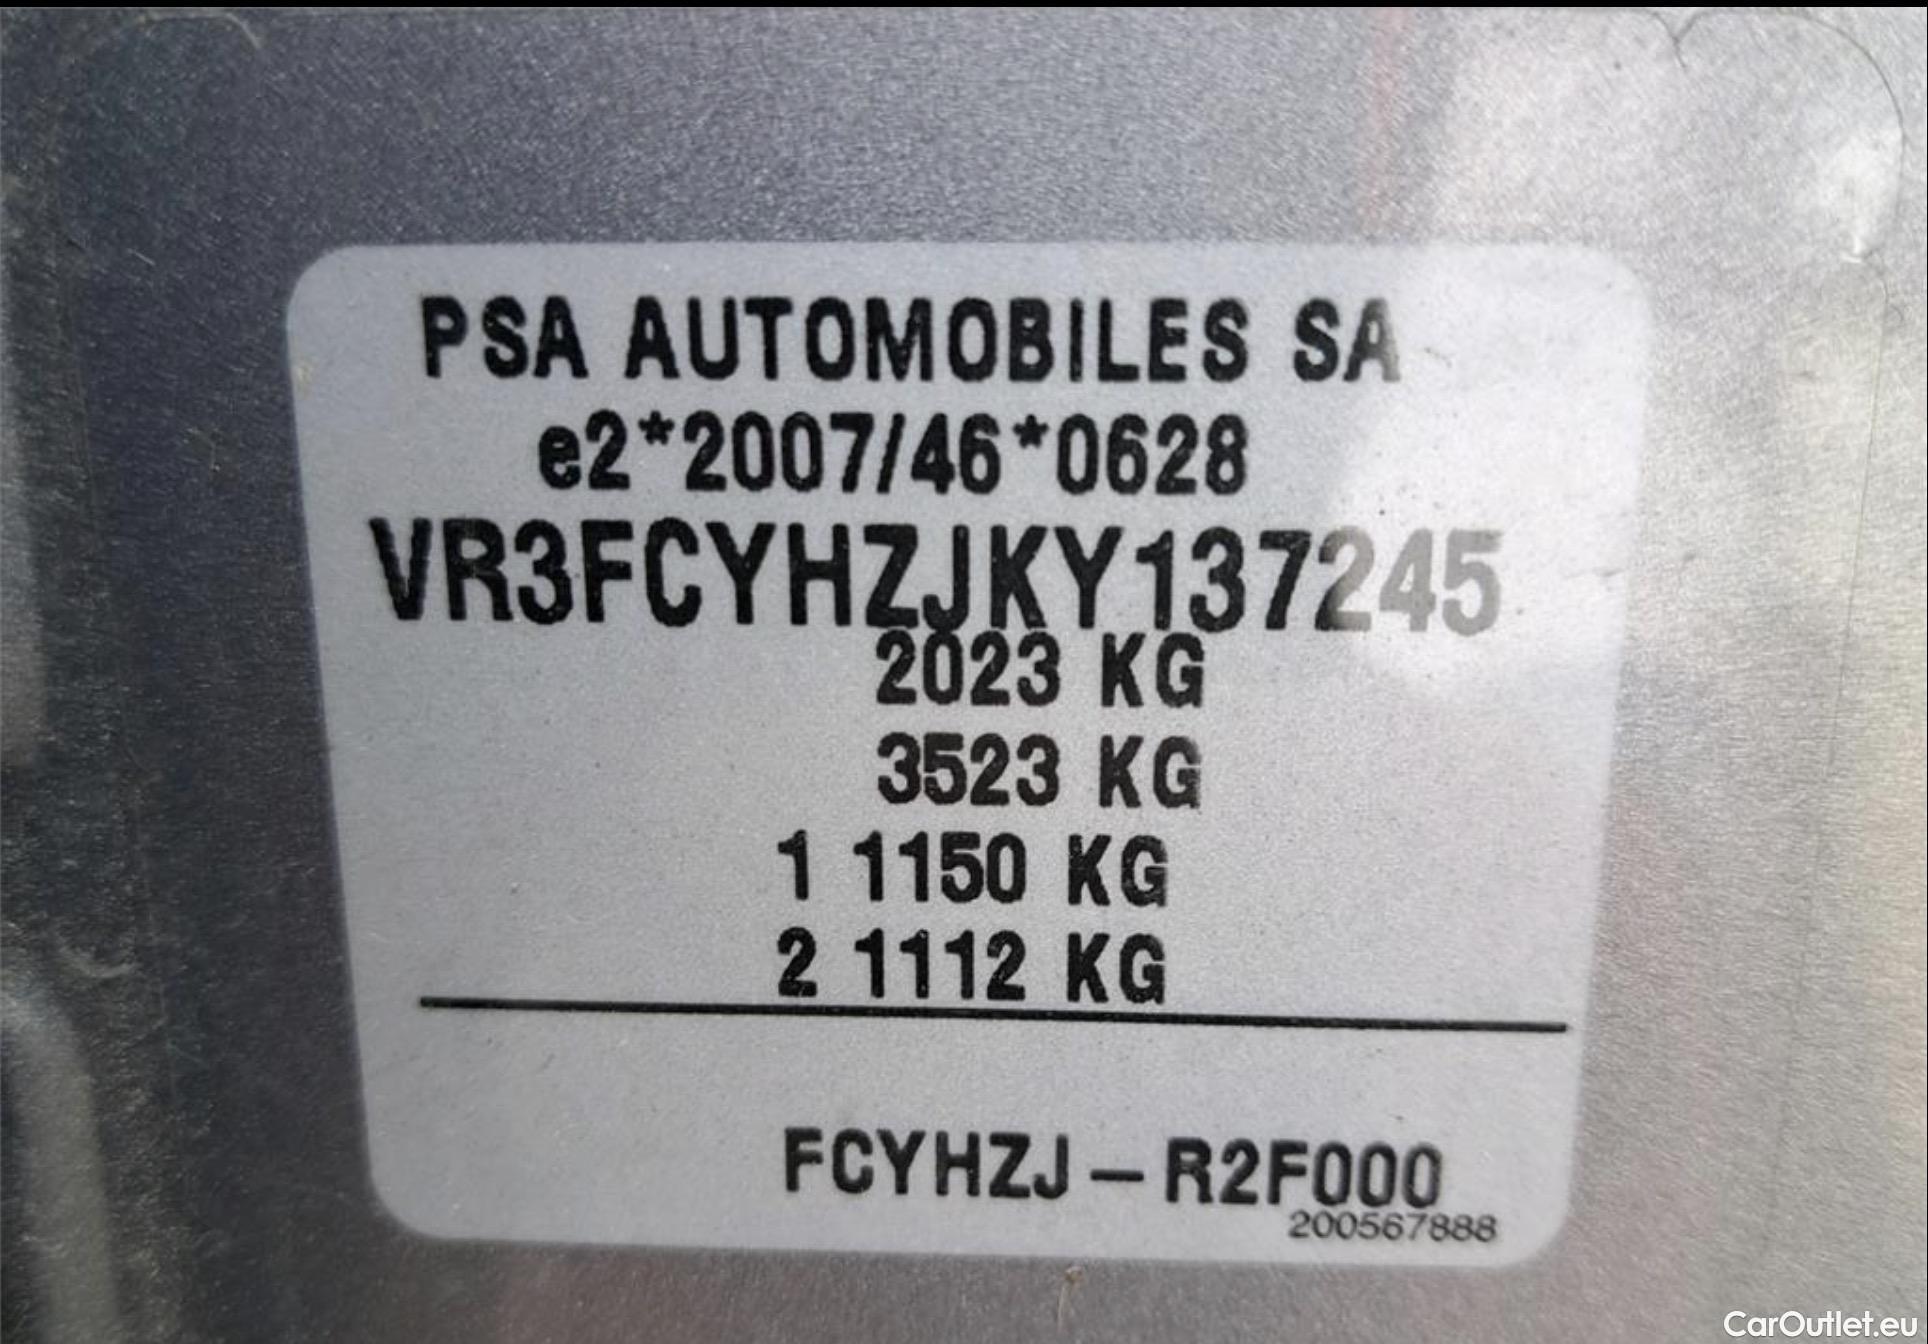 PSA AUTOMOBILES SA
e2*2007/46*0628
VR3FCYHZJKY137245
2023 KG
3523 KG
1 1150 KG
2 1112 KG
FCYHZJ – R2F000
200567888
CarOutlet.eu